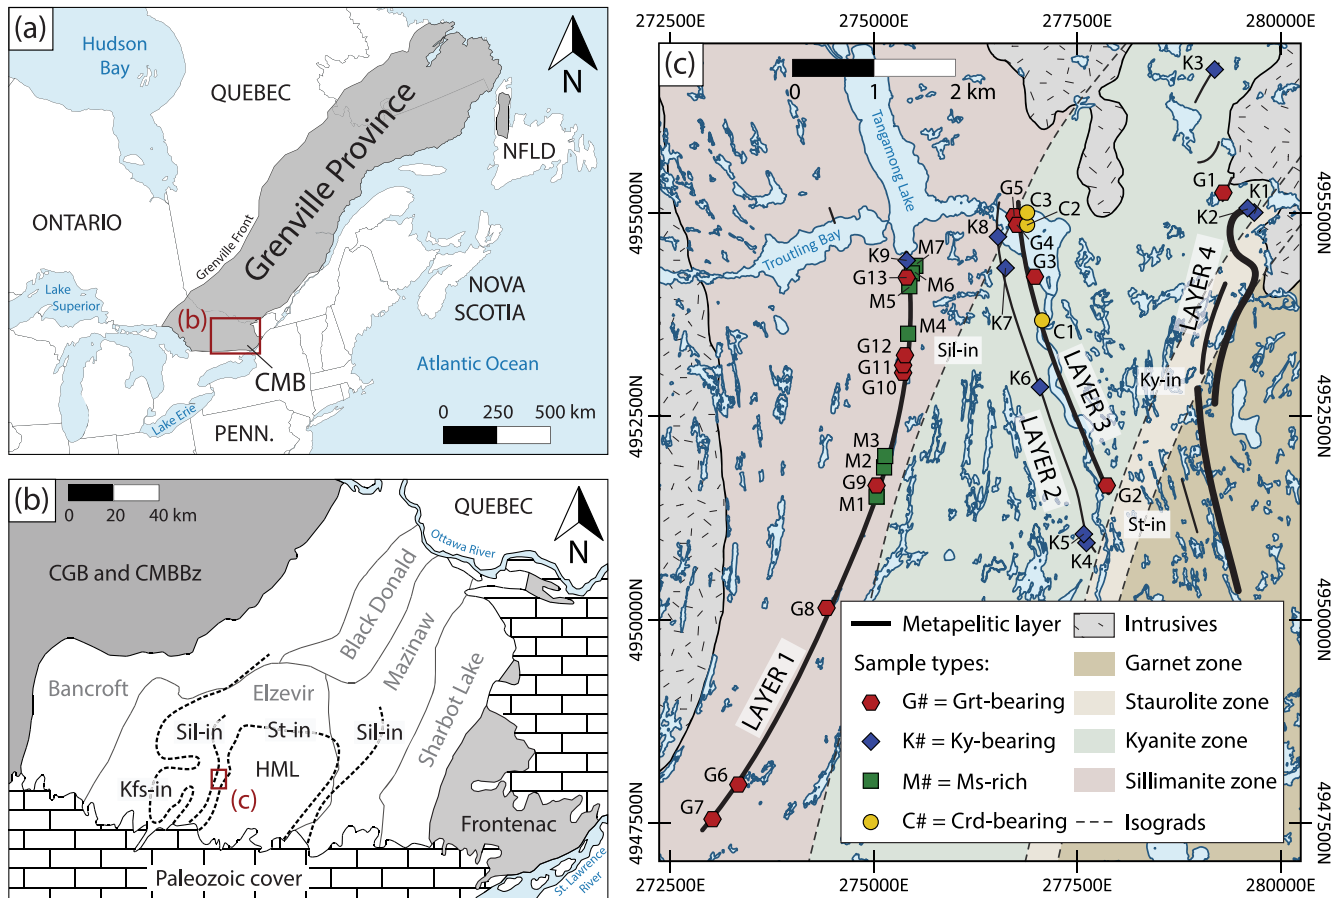 (a)
Hudson
Bay
QUEBEC
N
NFLD
Grenville Province
Grenville Front
ONTARIO
Lake
Superior
(b)
NOVA
SCOTIA
Atlantic Ocean
CMB
Lake Erie
PENN.
0 250 500 km
(b)
0 20 40 km
QUEBEC
Ottawa River
N
CGB and CMBBz
Black Donald
Mazinaw
Sharbot Lake
Bancroft
Elzevir
Sil-in
St-in
Sil-in
HML
Kfs-in
(c)
Frontenac
Paleozoic cover
St. Lawrence
River
272500E 275000E 277500E 280000E
(c)
0 1 2 km
K3
Tangamong Lake
Troutling Bay
G1
K1
K2
G5
C3
C2
K8
G4
G3
K7
C1
K9
M7
G13
M6
M5
M4
G12
G11
G10
Sil-in
K6
LAYER 4
Ky-in
LAYER 3
LAYER 2
M3
M2
G9
M1
G2
St-in
K5
K4
G8
LAYER 1
G6
G7
4955000N
4952500N
4950000N
4947500N
Metapelitic layer
Sample types:
G# = Grt-bearing
K# = Ky-bearing
M# = Ms-rich
C# = Crd-bearing
Intrusives
Garnet zone
Staurolite zone
Kyanite zone
Sillimanite zone
Isograds
272500E 275000E 277500E 280000E